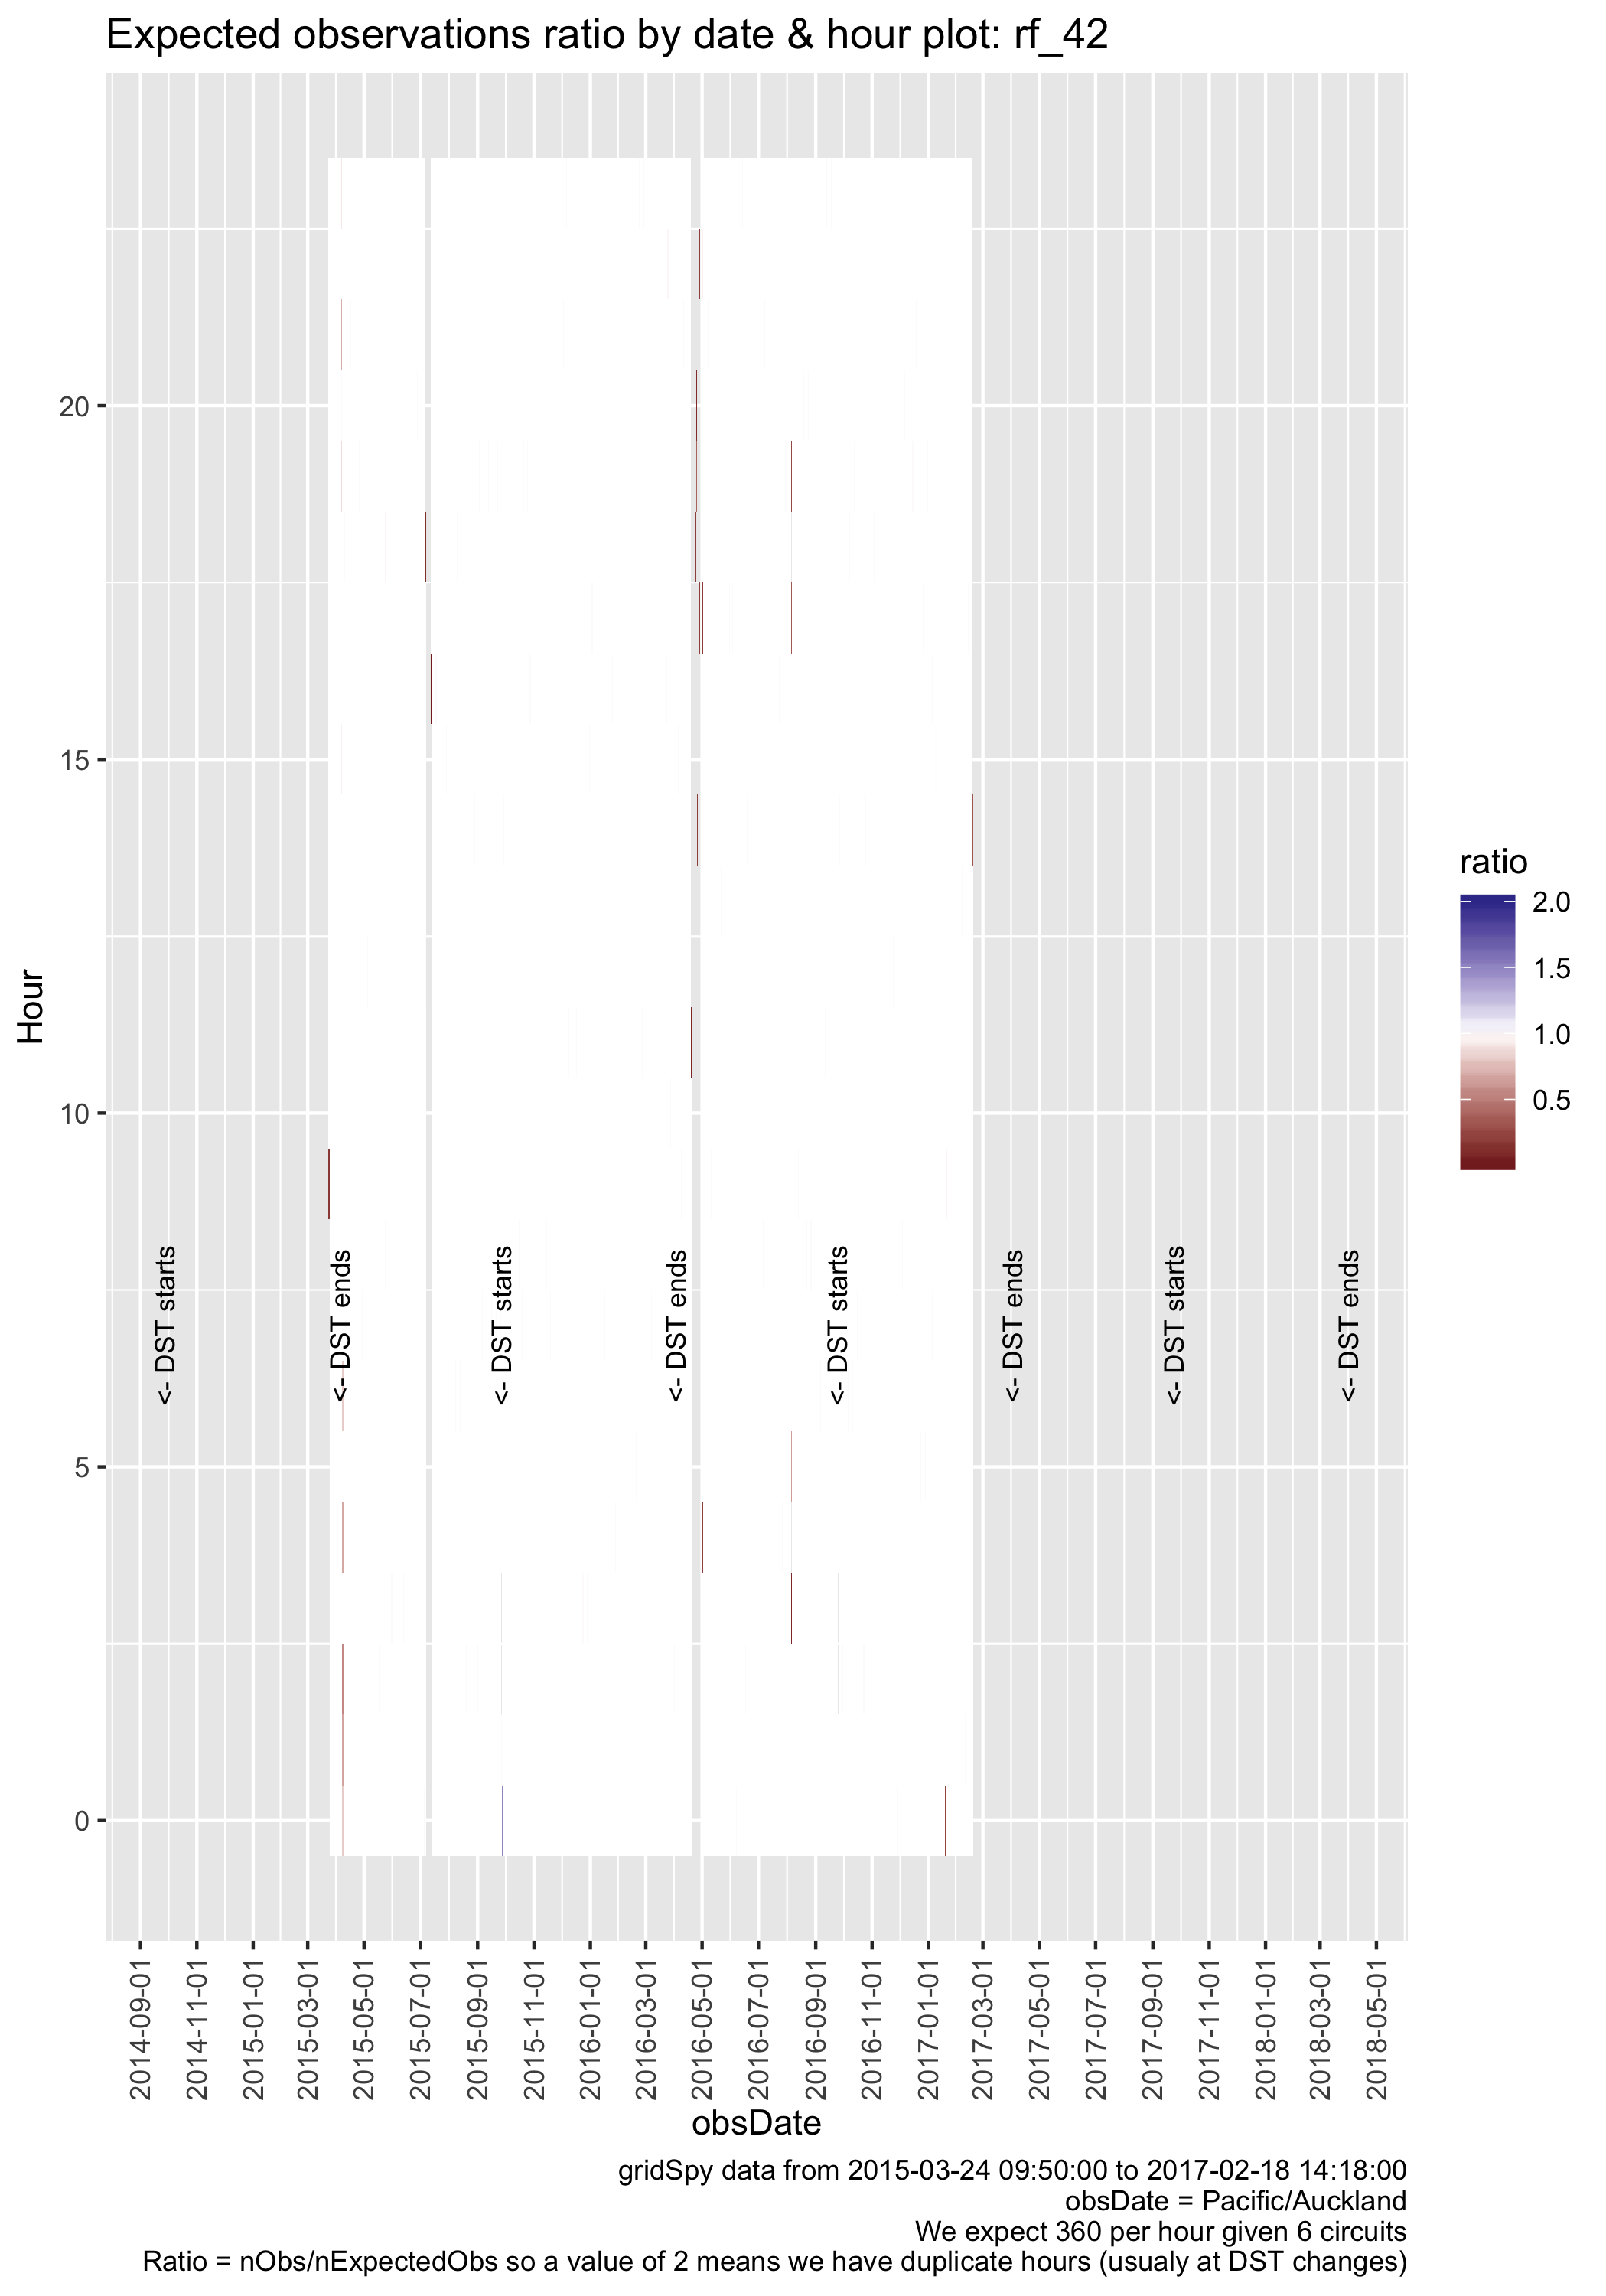 Expected observations ratio by date & hour plot: rf_42
20
15
10
5
0
Hour
<- DST starts
<- DST ends
<- DST starts
<- DST ends
<- DST starts
<- DST ends
<- DST starts
<- DST ends
ratio
2.0
1.5
1.0
0.5
2014-09-01
2014-11-01
2015-01-01
2015-03-01
2015-05-01
2015-07-01
2015-09-01
2015-11-01
2016-01-01
2016-03-01
2016-05-01
2016-07-01
2016-09-01
2016-11-01
2017-01-01
2017-03-01
2017-05-01
2017-07-01
2017-09-01
2017-11-01
2018-01-01
2018-03-01
2018-05-01
obsDate
gridSpy data from 2015-03-24 09:50:00 to 2017-02-18 14:18:00
obsDate = Pacific/Auckland
We expect 360 per hour given 6 circuits
Ratio = nObs/nExpectedObs so a value of 2 means we have duplicate hours (usualy at DST changes)